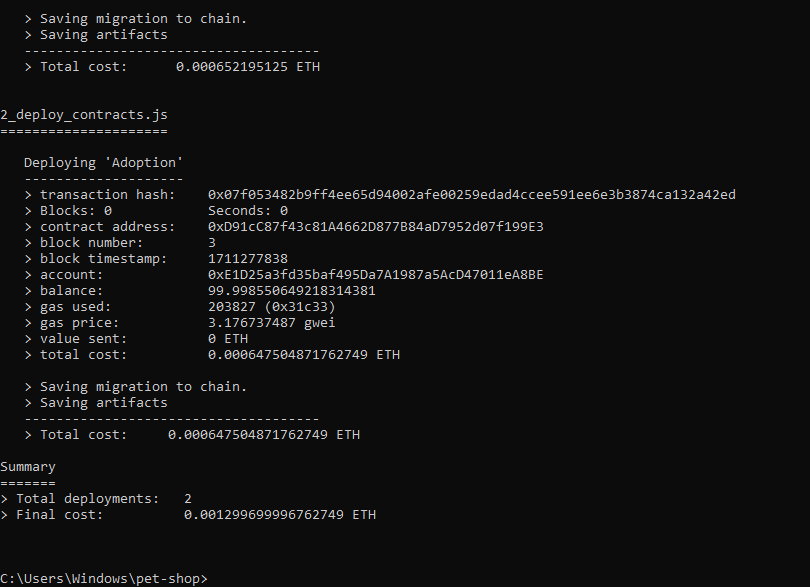 > Saving migration to chain.
> Saving artifacts
-------------------------------------
> Total cost:      0.000652195125 ETH
2_deploy_contracts.js
=====================
Deploying 'Adoption'
--------------------
> transaction hash:    0x07f053482b9ff4ee65d94002afe00259edad4ccee591ee6e3b3874ca132a42ed
> Blocks: 0            Seconds: 0
> contract address:    0xD91cC87f43c81A4662D877B84aD7952d07f199E3
> block number:        3
> block timestamp:     1711277838
> account:             0xE1D25a3fd35baf495Da7A1987a5AcD47011eA8BE
> balance:             99.998550649218314381
> gas used:            203827 (0x31c33)
> gas price:           3.176737487 gwei
> value sent:          0 ETH
> total cost:          0.000647504871762749 ETH
> Saving migration to chain.
> Saving artifacts
-------------------------------------
> Total cost:     0.000647504871762749 ETH
Summary
=======
> Total deployments:   2
> Final cost:          0.001299699996762749 ETH
C:\Users\Windows\pet-shop>